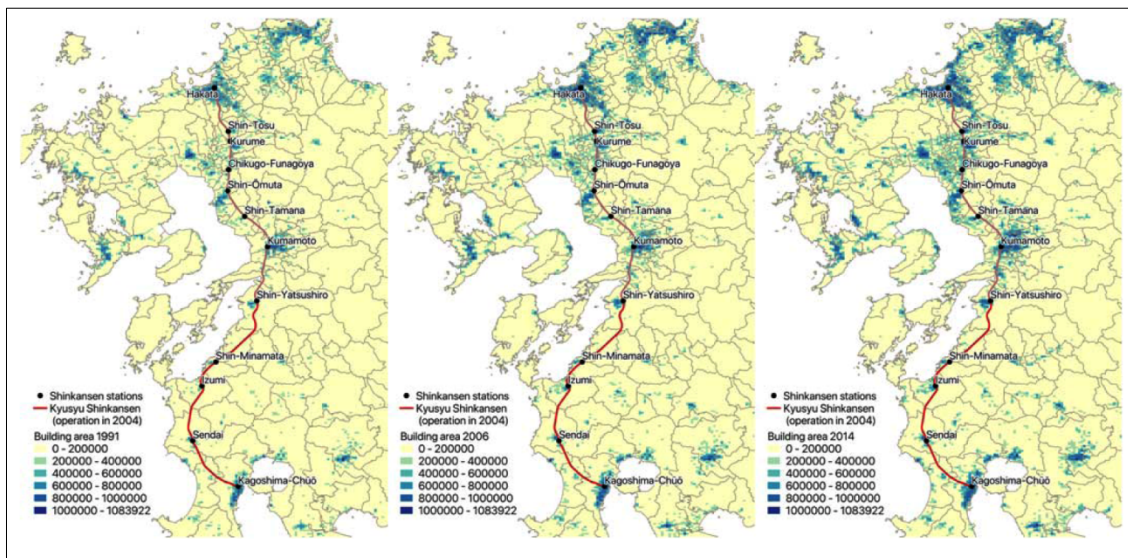 Hakata
Shin-Tosu
Kurume
Chikugo-Funagoya
Shin-Ōmuta
Shin-Tamana
Kumamoto
Shin-Yatsushiro
Shin-Minamata
Izumi
Sendai
Kagoshima-Chūō
Shinkansen stations
Kyusyu Shinkansen
(operation in 2004)
Building area 1991
0 - 200000
200000 - 400000
400000 - 600000
600000 - 800000
800000 - 1000000
1000000 - 1083922
Hakata
Shin-Tosu
Kurume
Chikugo-Funagoya
Shin-Ōmuta
Shin-Tamana
Kumamoto
Shin-Yatsushiro
Shin-Minamata
Izumi
Sendai
Kagoshima-Chūō
Shinkansen stations
Kyusyu Shinkansen
(operation in 2004)
Building area 2006
0 - 200000
200000 - 400000
400000 - 600000
600000 - 800000
800000 - 1000000
1000000 - 1083922
Hakata
Shin-Tosu
Kurume
Chikugo-Funagoya
Shin-Ōmuta
Shin-Tamana
Kumamoto
Shin-Yatsushiro
Shin-Minamata
Izumi
Sendai
Kagoshima-Chūō
Shinkansen stations
Kyusyu Shinkansen
(operation in 2004)
Building area 2014
0 - 200000
200000 - 400000
400000 - 600000
600000 - 800000
800000 - 1000000
1000000 - 1083922